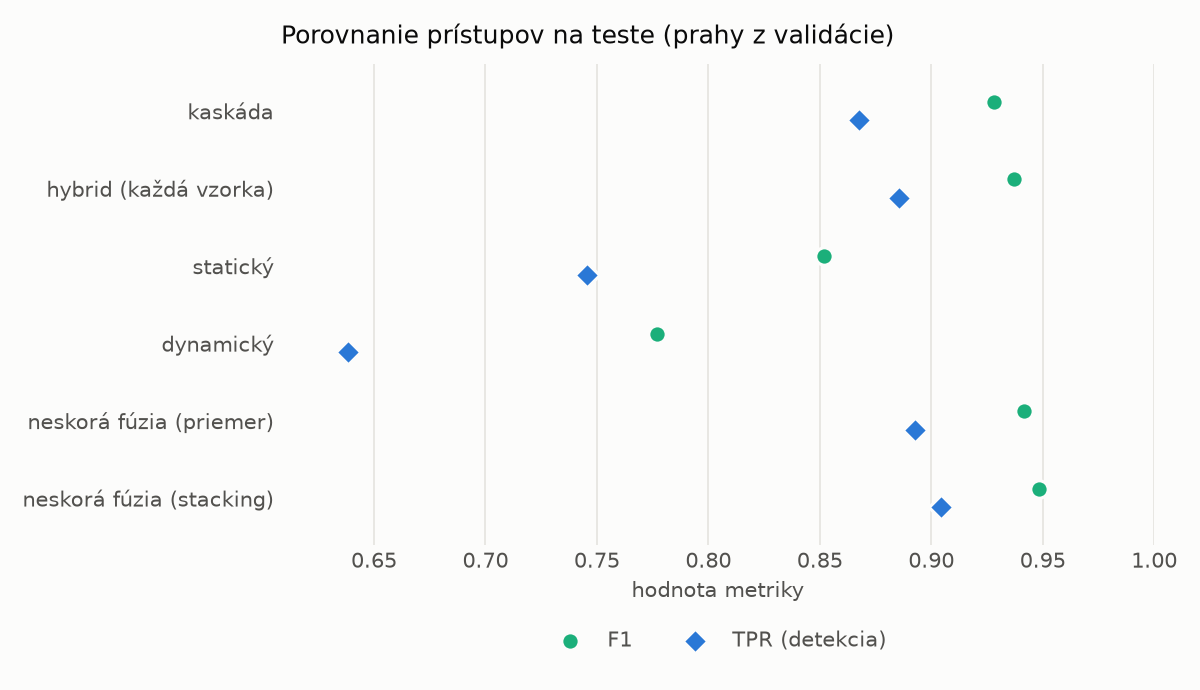 Porovnanie prístupov na teste (prahy z validácie)
kaskáda
hybrid (každá vzorka)
statický
dynamický
neskorá fúzia (priemer)
neskorá fúzia (stacking)
0.65 0.70 0.75 0.80 0.85 0.90 0.95 1.00
hodnota metriky
F1 TPR (detekcia)